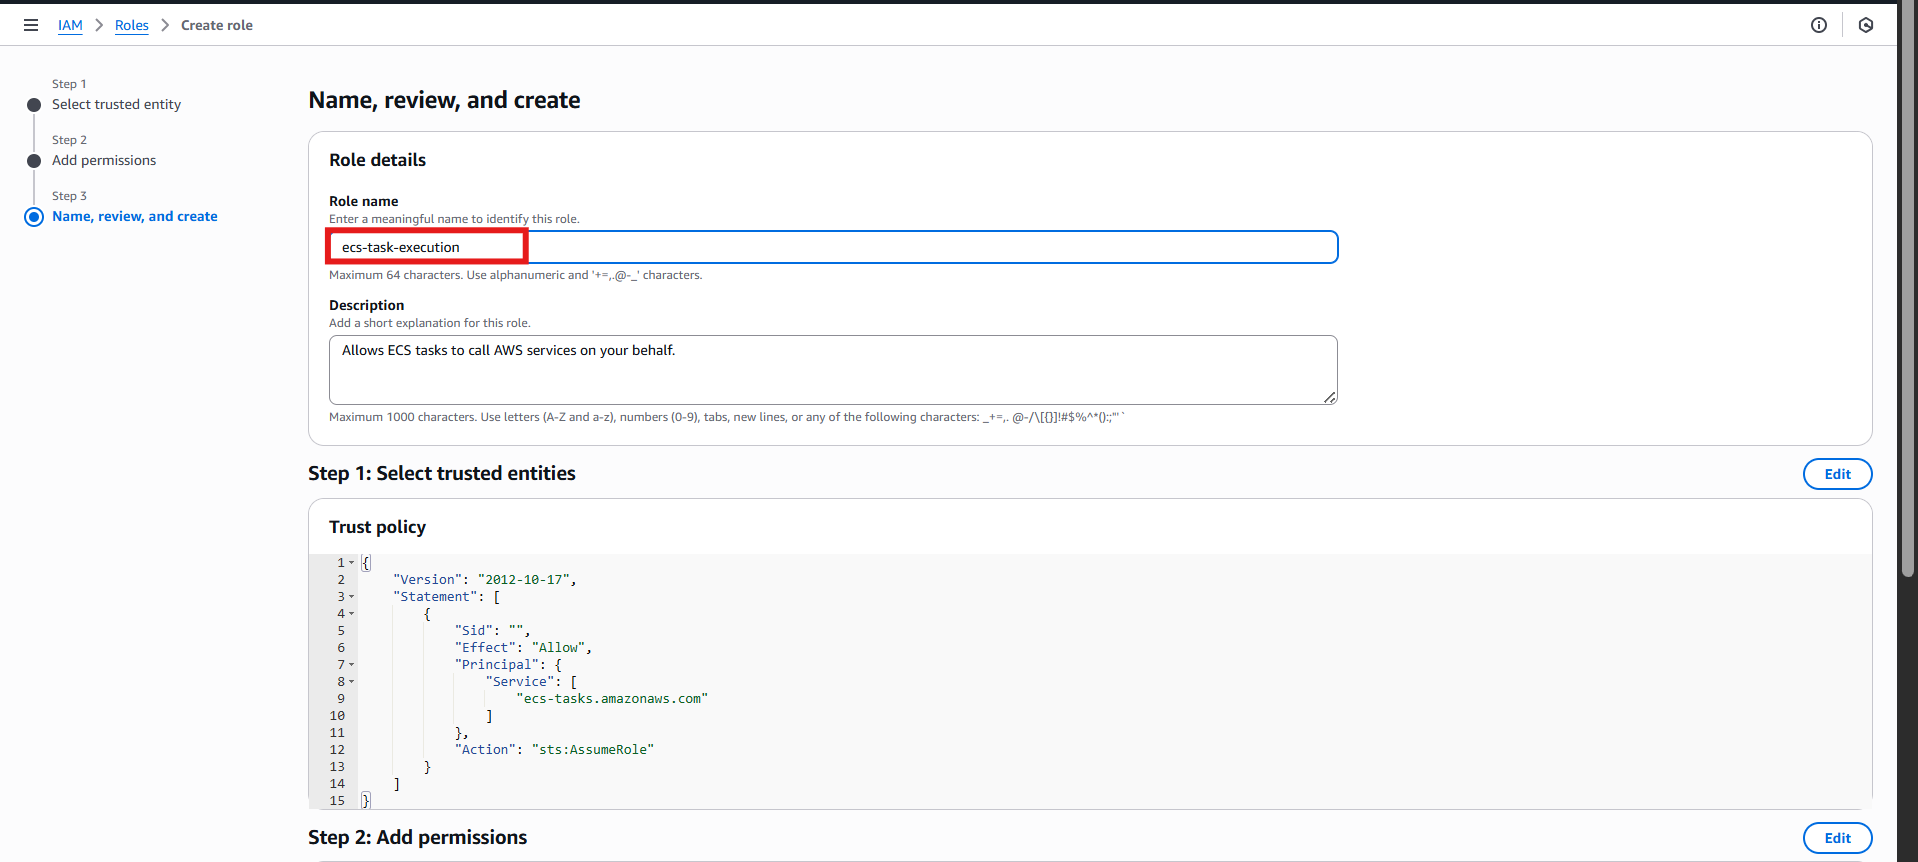 IAM > Roles > Create role
Step 1
Select trusted entity
Step 2
Add permissions
Step 3
Name, review, and create
Name, review, and create
Role details
Role name
Enter a meaningful name to identify this role.
ecs-task-execution
Maximum 64 characters. Use alphanumeric and '+=,.@-_' characters.
Description
Add a short explanation for this role.
Allows ECS tasks to call AWS services on your behalf.
Maximum 1000 characters. Use letters (A-Z and a-z), numbers (0-9), tabs, new lines, or any of the following characters: _+=,. @-/\[{}]!#$%^*();:"'`
Step 1: Select trusted entities
Edit
Trust policy
1 {
2 "Version": "2012-10-17",
3 "Statement": [
4 {
5 "Sid": "",
6 "Effect": "Allow",
7 "Principal": {
8 "Service": [
9 "ecs-tasks.amazonaws.com"
10 ]
11 },
12 "Action": "sts:AssumeRole"
13 }
14 ]
15 }
Step 2: Add permissions
Edit